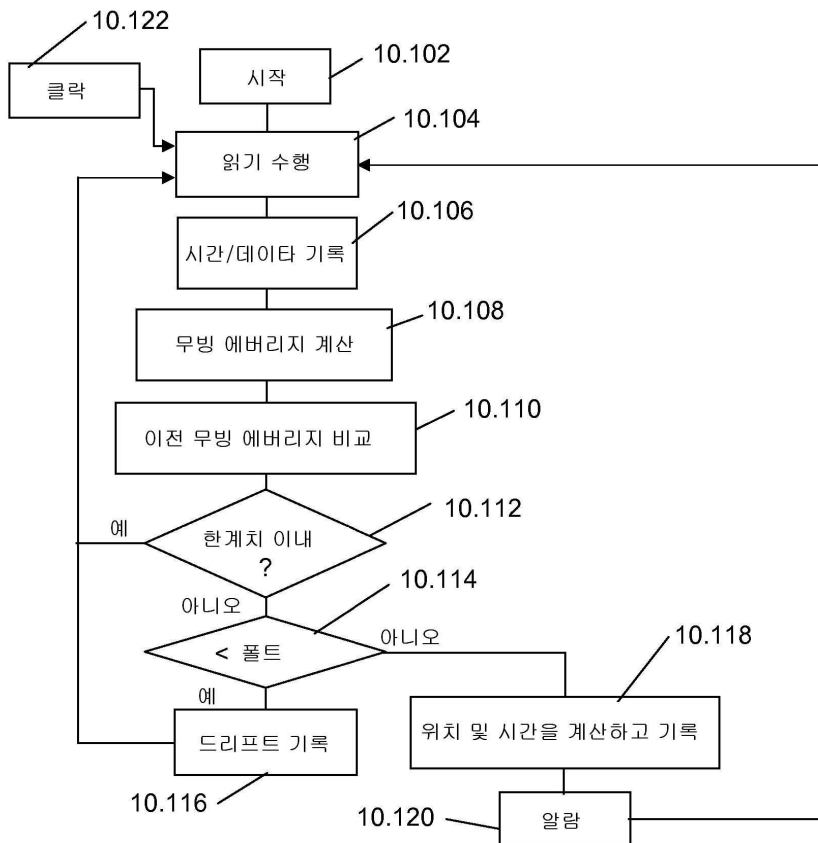 10.122
10.102
클락
시작
10.104
읽기 수행
10.106
시간/데이타 기록
10.108
무빙 에버리지 계산
10.110
이전 무빙 에버리지 비교
10.112
예
한계치 이내
?
10.114
아니오
< 폴트
아니오
10.118
예
드리프트 기록
위치 및 시간을 계산하고 기록
10.116
10.120
알람